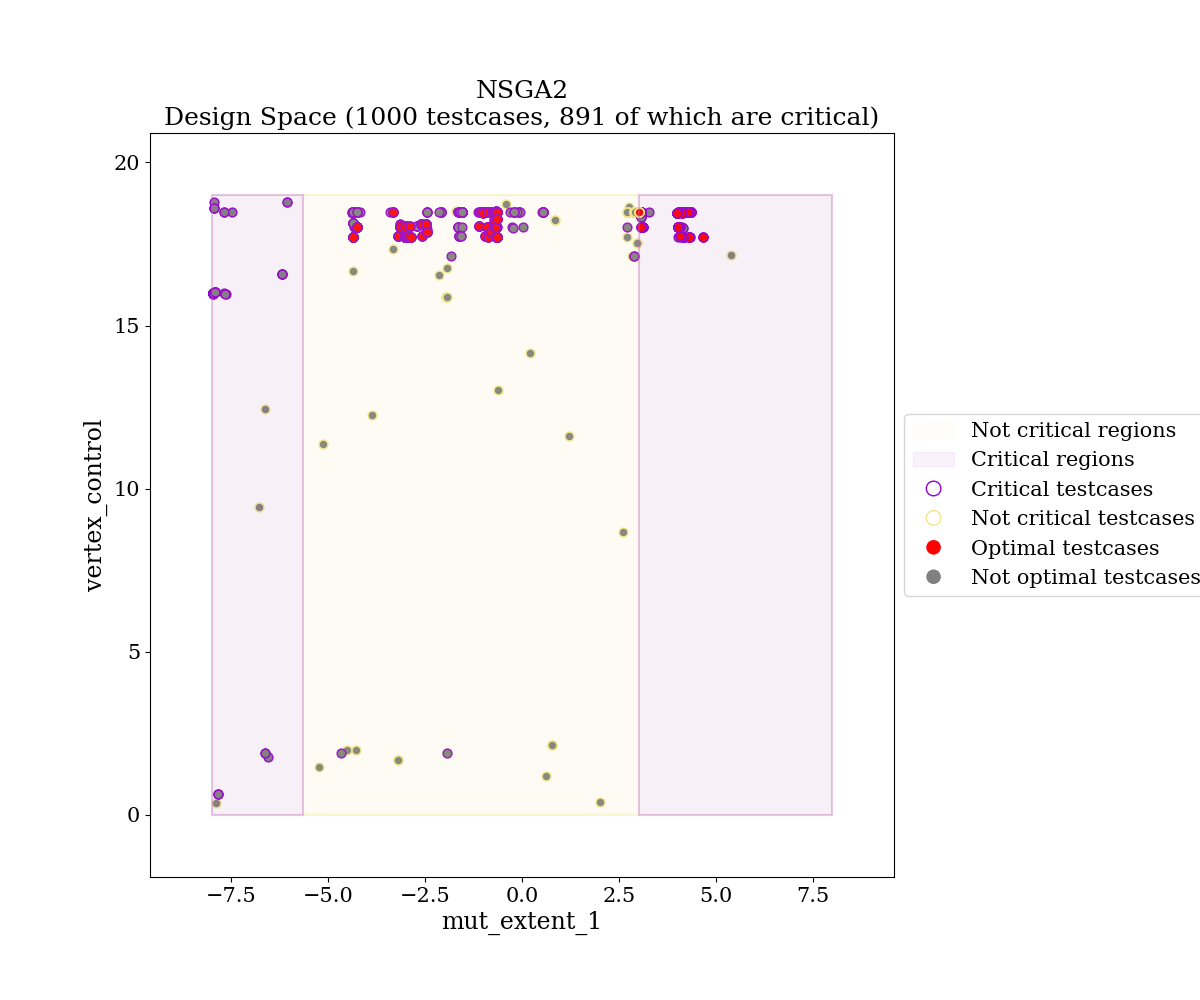 NSGA2
Design Space (1000 testcases, 891 of which are critical)
20
15
10
5
0
vertex_control
−7.5
−5.0
−2.5
0.0
2.5
5.0
7.5
mut_extent_1
Not critical regions
Critical regions
Critical testcases
Not critical testcases
Optimal testcases
Not optimal testcases